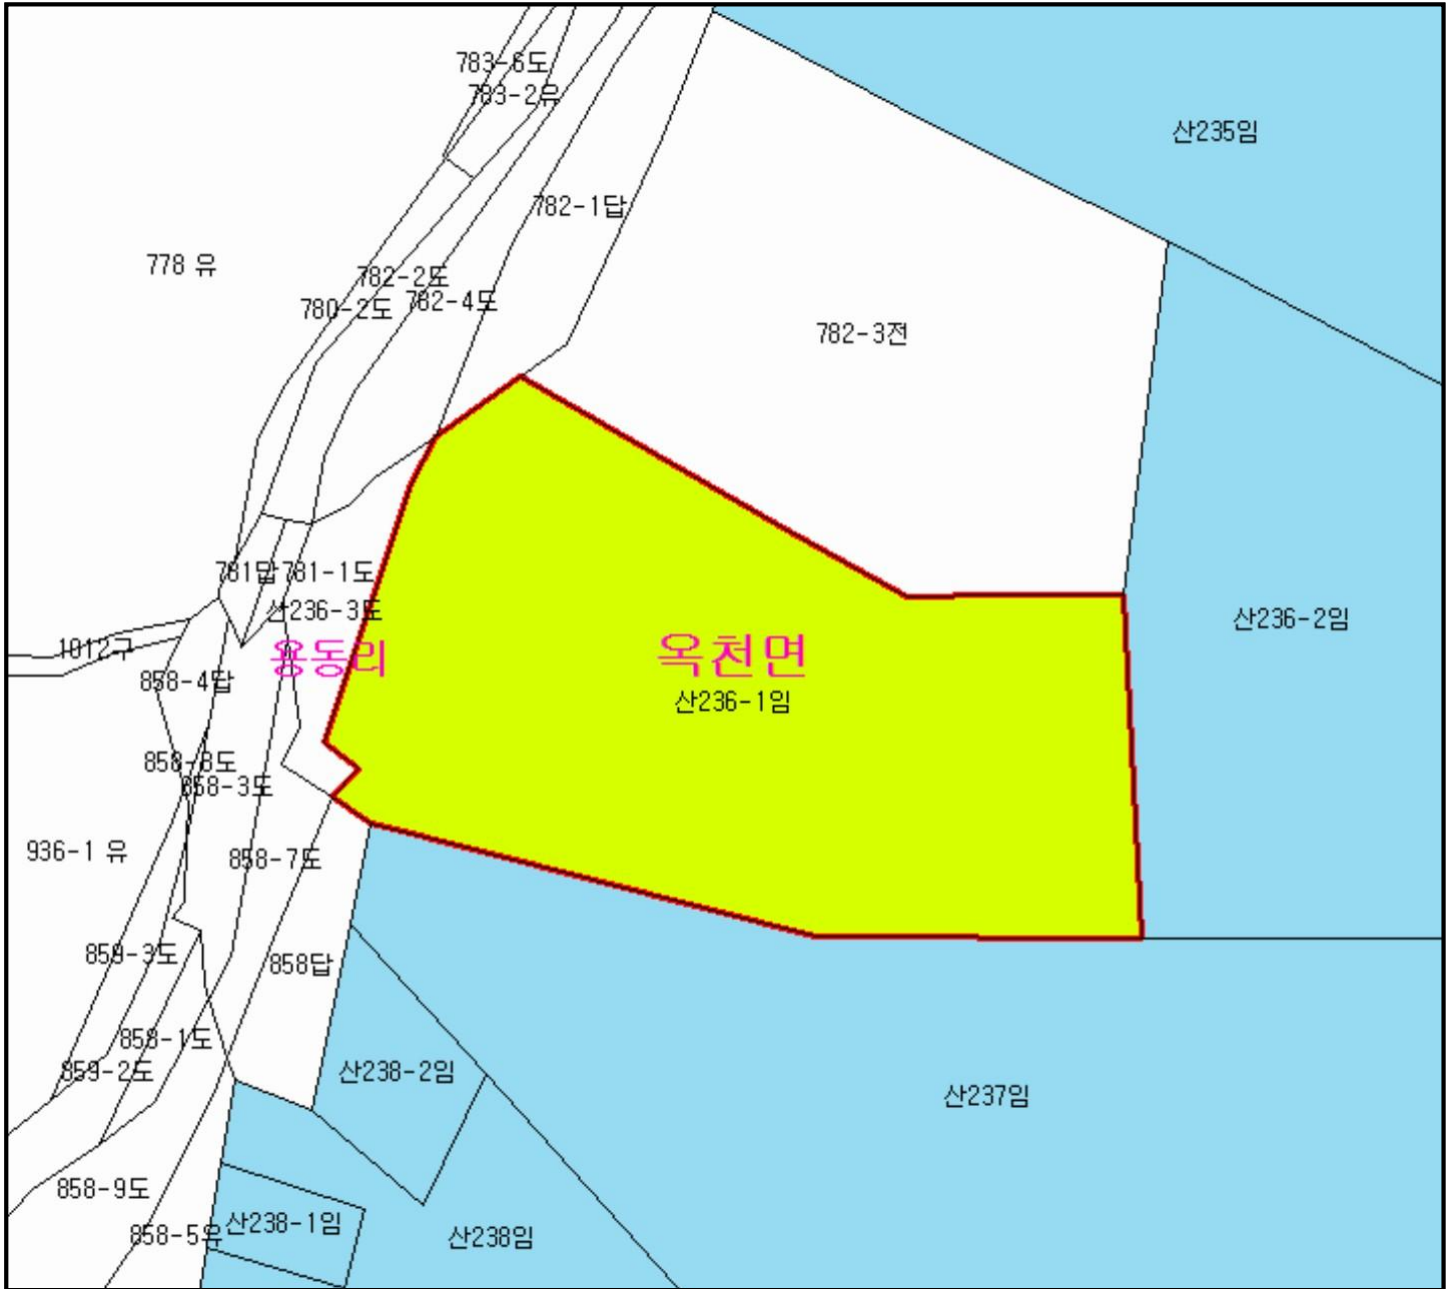 783-6도
783-2유
산235임
782-1답
778 유
782-2도
782-4도
780-2도
782-3전
781답
781-1도
산236-3도
산236-2임
1012구
용동리
옥천면
858-4답
산236-1임
858-8도
858-3도
936-1 유
858-7도
859-3도
858답
858-1도
859-2도
산238-2임
산237임
858-9도
858-5유
산238-1임
산238임